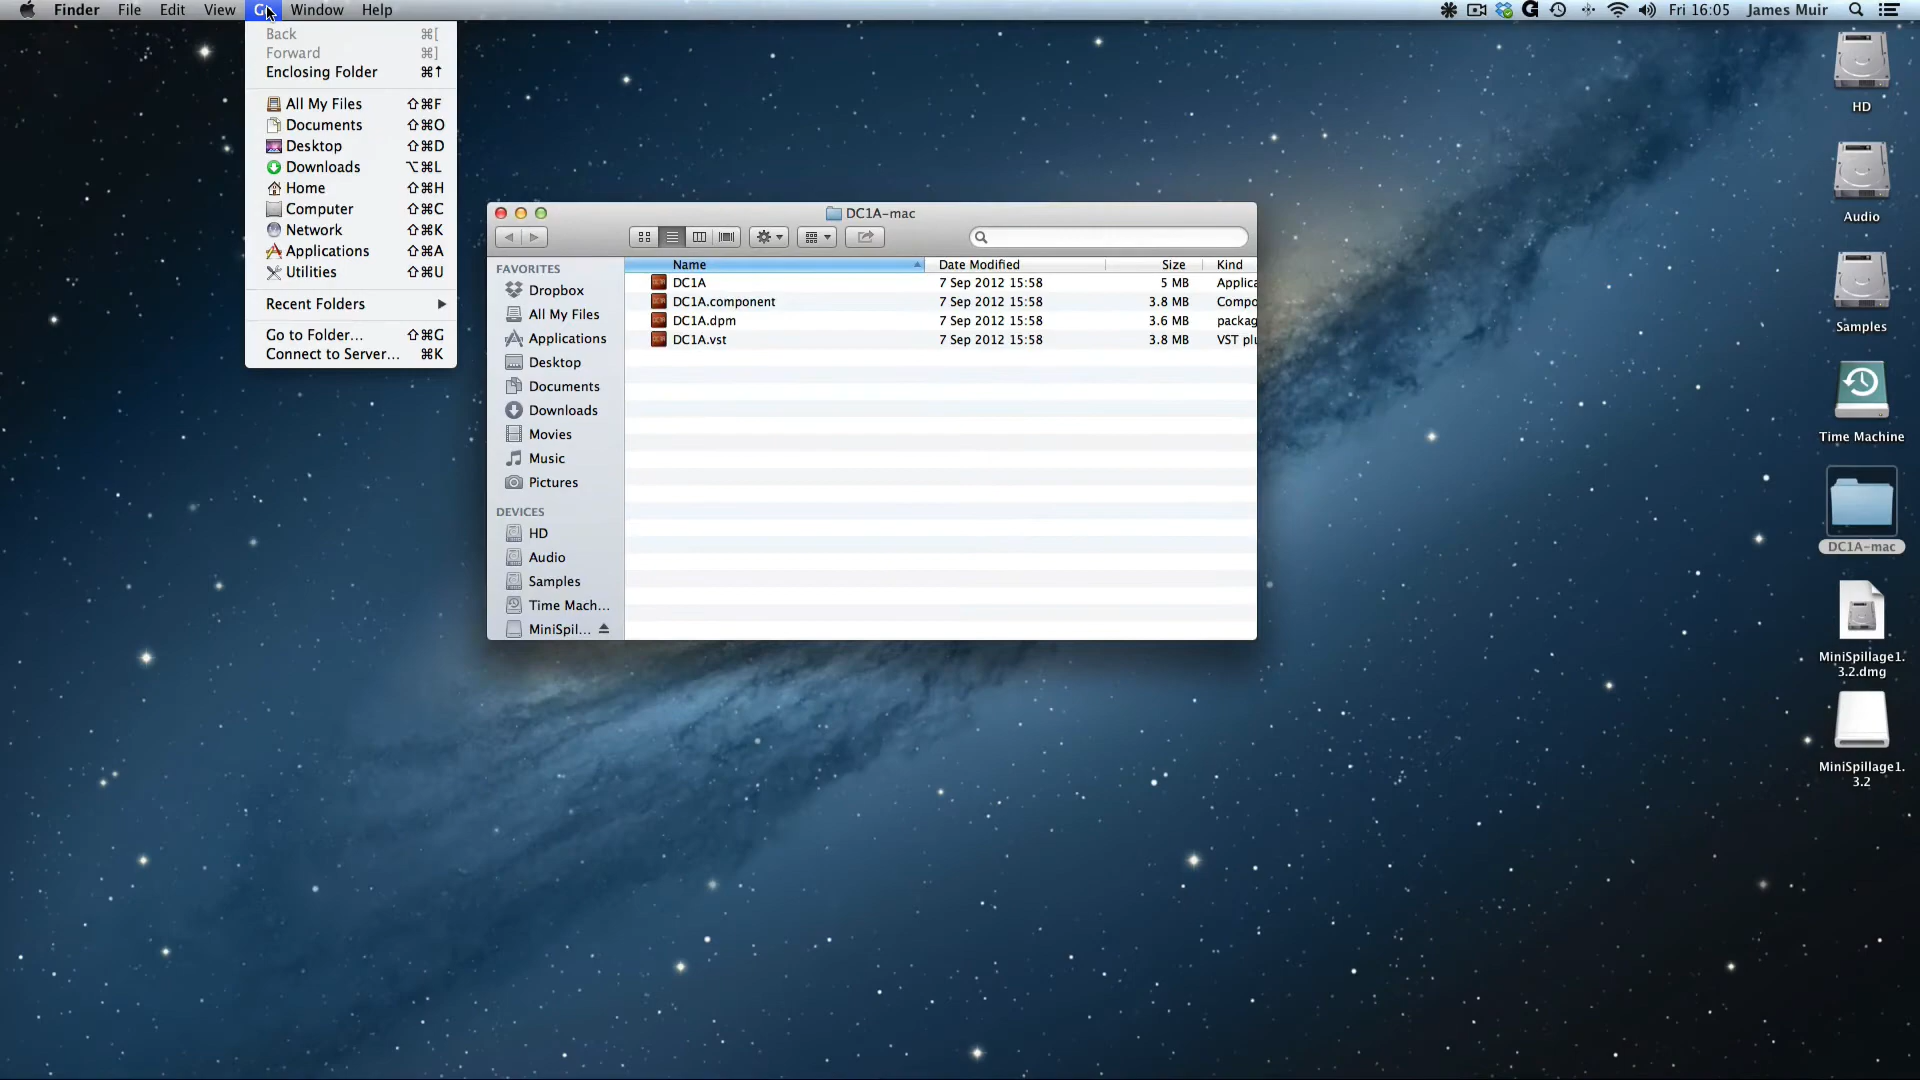 Finder File Edit View Go Window Help
Fri 16:05 James Muir
Back ⌘[
Forward ⌘]
Enclosing Folder ⌘↑
All My Files ⇧⌘F
Documents ⇧⌘O
Desktop ⇧⌘D
Downloads ⌥⌘L
Home ⇧⌘H
Computer ⇧⌘C
Network ⇧⌘K
Applications ⇧⌘A
Utilities ⇧⌘U
Recent Folders
Go to Folder... ⇧⌘G
Connect to Server... ⌘K
DC1A-mac
FAVORITES
Dropbox
All My Files
Applications
Desktop
Documents
Downloads
Movies
Music
Pictures
DEVICES
HD
Audio
Samples
Time Mach...
MiniSpil...
Name Date Modified Size Kind
DC1A 7 Sep 2012 15:58 5 MB Applica
DC1A.component 7 Sep 2012 15:58 3.8 MB Compo
DC1A.dpm 7 Sep 2012 15:58 3.6 MB packag
DC1A.vst 7 Sep 2012 15:58 3.8 MB VST plu
HD
Audio
Samples
Time Machine
DC1A-mac
MiniSpillage1.
3.2.dmg
MiniSpillage1.
3.2